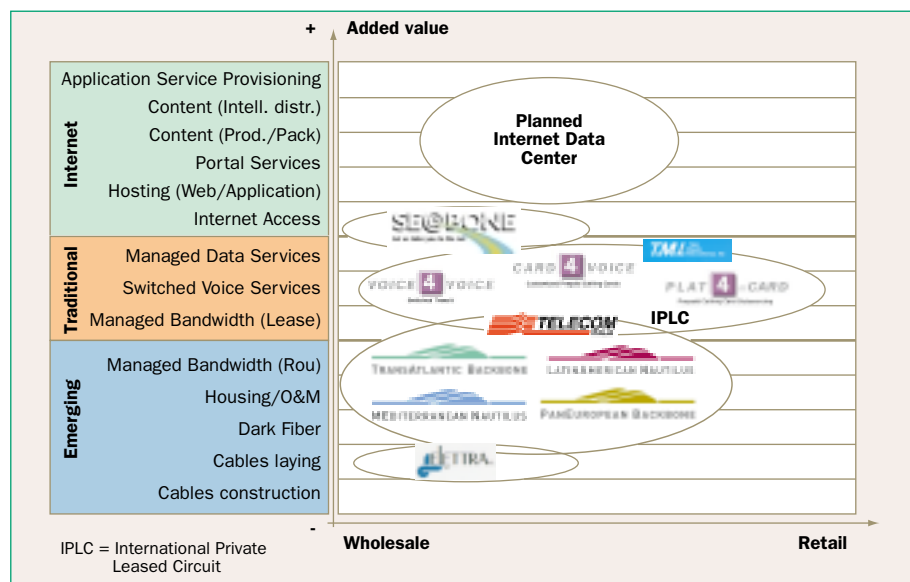 + Added value
Application Service Provisioning
Content (Intell. distr.)
Content (Prod./Pack)
Portal Services
Hosting (Web/Application)
Internet Access
Internet
Planned
Internet Data
Center
SE@BONE
Managed Data Services
Switched Voice Services
Managed Bandwidth (Lease)
Traditional
TMI
CARD 4 VOICE
VOICE 4 VOICE
PLAT 4-CARD
IPLC
TELECOM
Managed Bandwidth (Rou)
Housing/O&M
Dark Fiber
Cables laying
Cables construction
Emerging
TRANSATLANTIC BACKBONE
LATINAMERICAN NAUTILUS
MEDITERRANEAN NAUTILUS
PANEUROPEAN BACKBONE
ELETTRA
-
Wholesale
Retail
IPLC = International Private
Leased Circuit